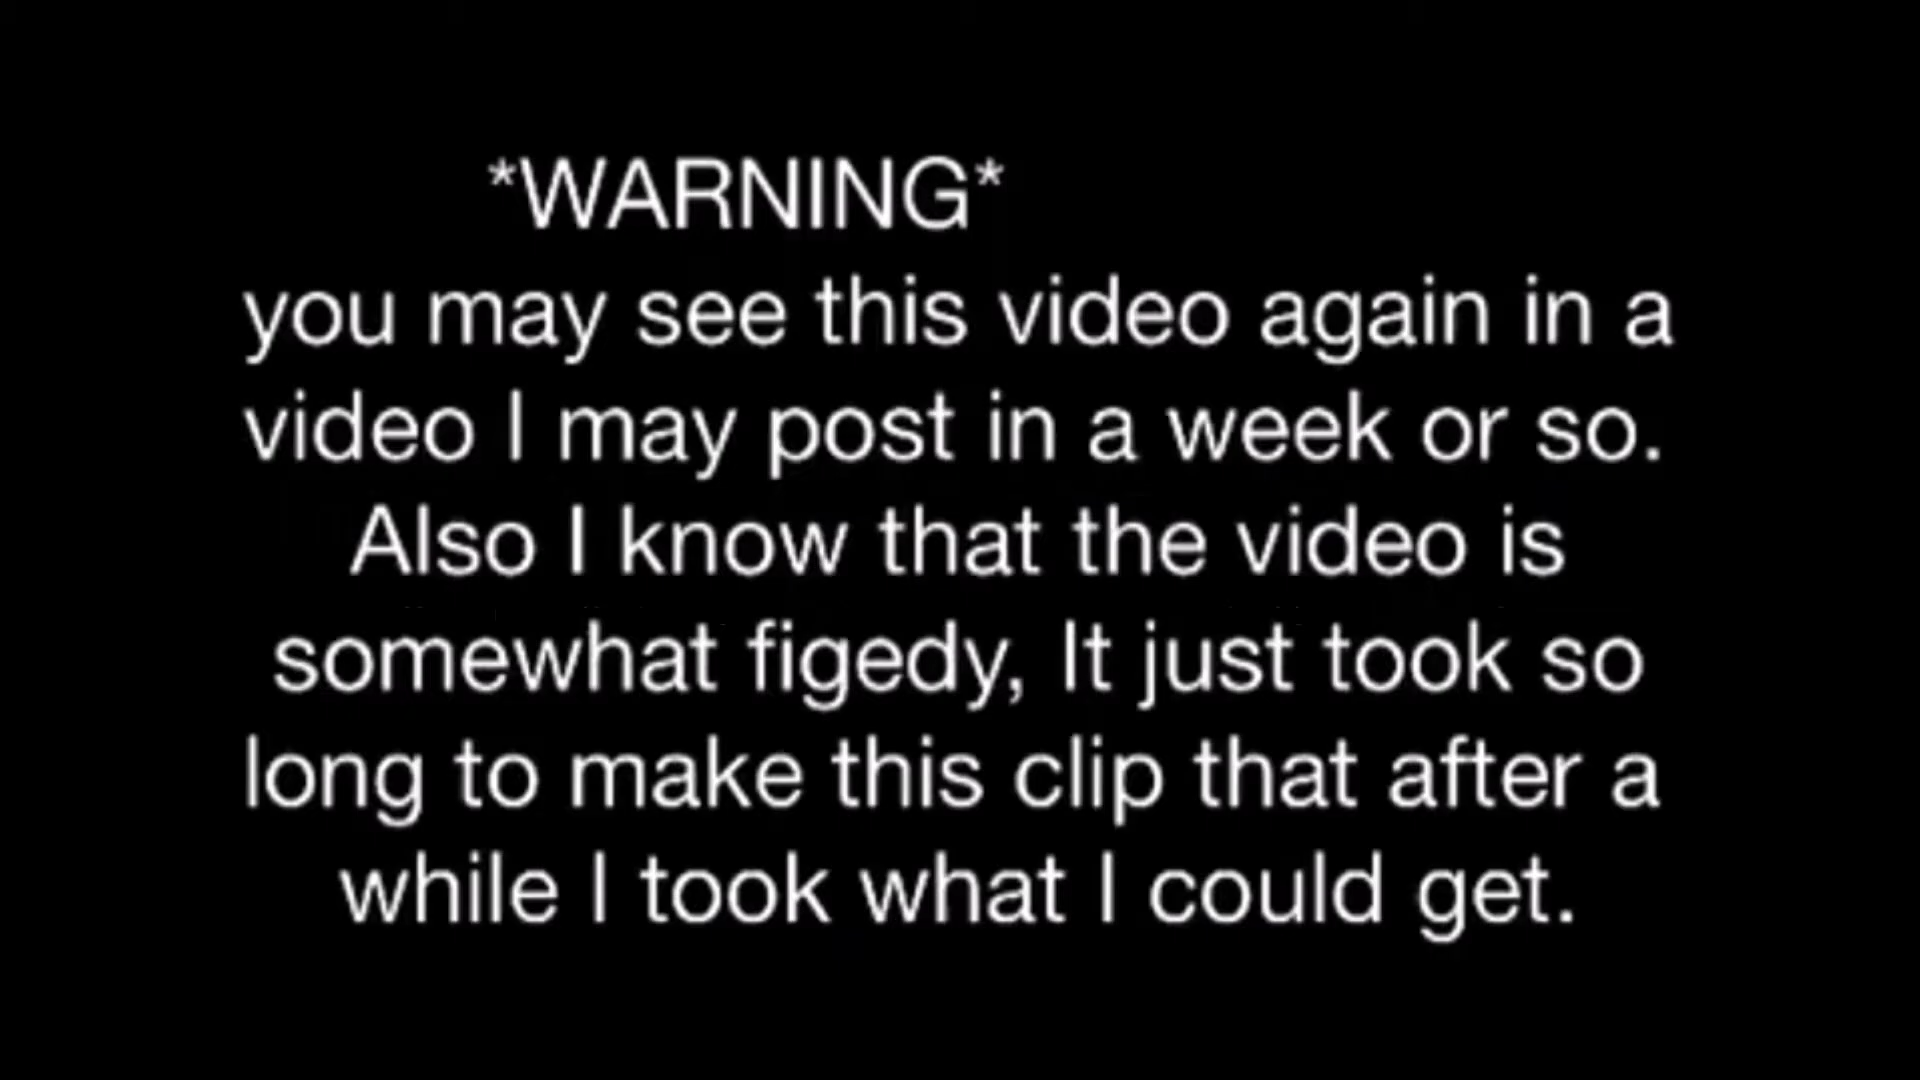 *WARNING*
you may see this video again in a
video I may post in a week or so.
Also I know that the video is
somewhat figedy, It just took so
long to make this clip that after a
while I took what I could get.